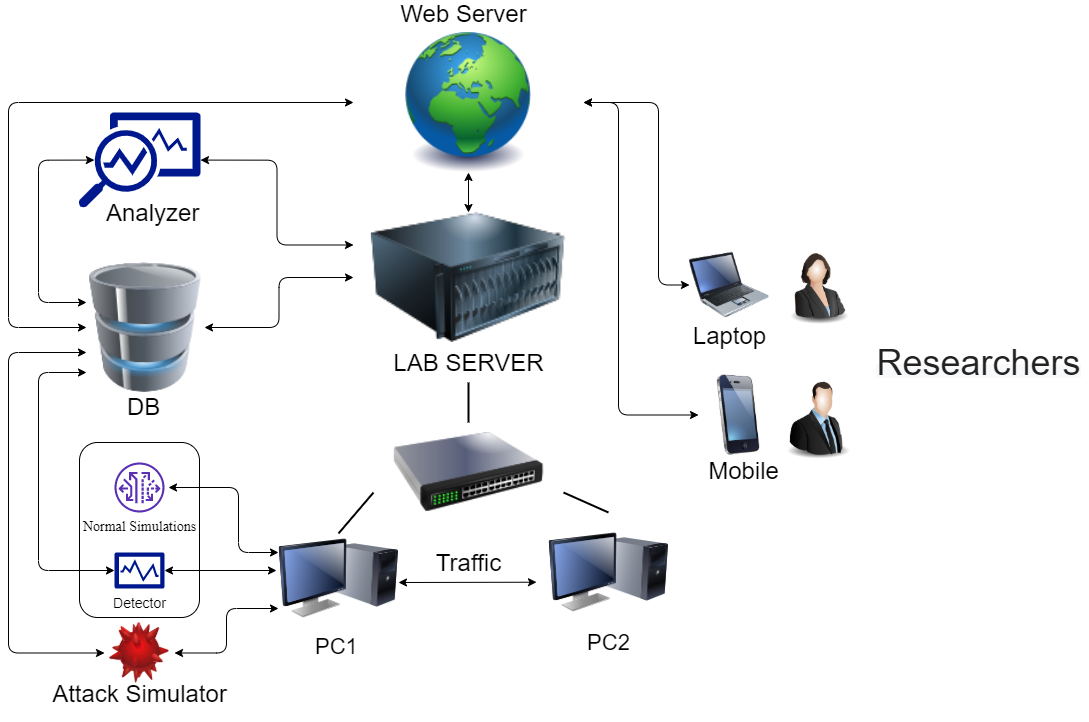 Web Server
Analyzer
LAB SERVER
Laptop
Researchers
DB
Mobile
Normal Simulations
Traffic
Detector
PC1
PC2
Attack Simulator